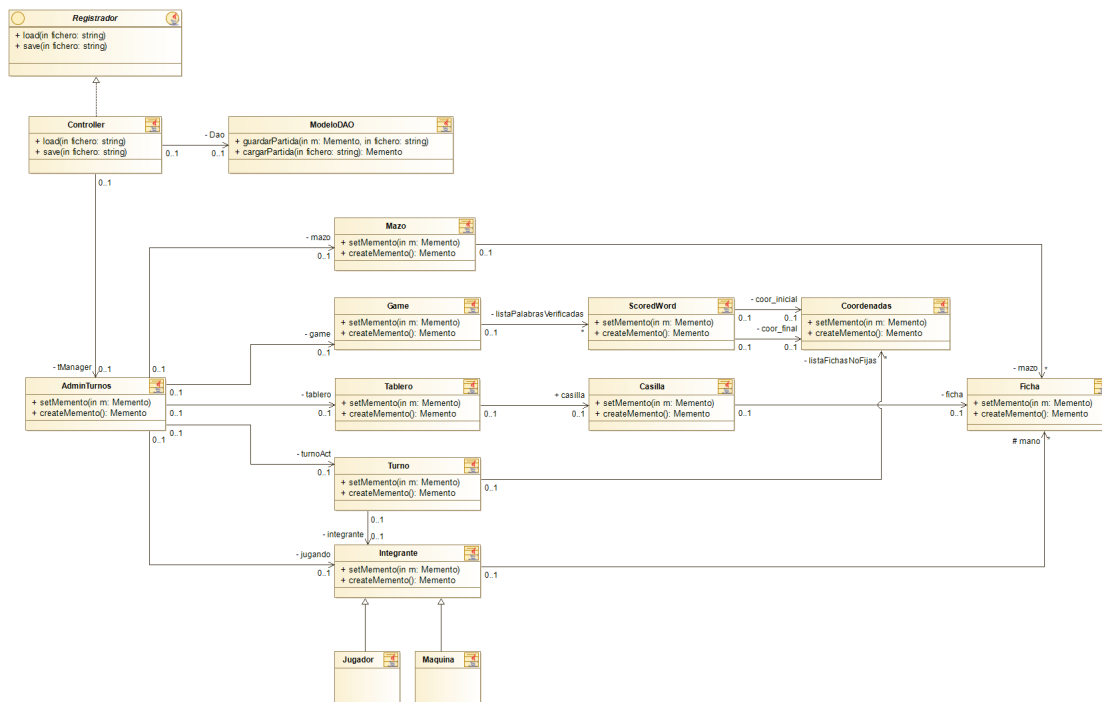 Registrador
+ load(in fichero: string)
+ save(in fichero: string)
Controller
+ load(in fichero: string)
+ save(in fichero: string)
0..1
- Dao
0..1
0..1
ModeloDAO
+ guardarPartida(in m: Memento, in fichero: string)
+ cargarPartida(in fichero: string): Memento
- mazo
0..1
Mazo
+ setMemento(in m: Memento)
+ createMemento(): Memento
0..1
- game
0..1
Game
+ setMemento(in m: Memento)
+ createMemento(): Memento
- listaPalabrasVerificadas
0..1
*
ScoredWord
+ setMemento(in m: Memento)
+ createMemento(): Memento
- coor_inicial
0..1
0..1
- coor_final
0..1
0..1
Coordenadas
+ setMemento(in m: Memento)
+ createMemento(): Memento
- listaFichasNoFijas
*
- tManager
0..1
0..1
AdminTurnos
+ setMemento(in m: Memento)
+ createMemento(): Memento
0..1
0..1
0..1
0..1
- tablero
0..1
Tablero
+ setMemento(in m: Memento)
+ createMemento(): Memento
+ casilla
0..1
0..1
Casilla
+ setMemento(in m: Memento)
+ createMemento(): Memento
0..1
- mazo
*
- ficha
0..1
Ficha
+ setMemento(in m: Memento)
+ createMemento(): Memento
# mano
*
- turnoAct
0..1
Turno
+ setMemento(in m: Memento)
+ createMemento(): Memento
0..1
0..1
- integrante
0..1
- jugando
0..1
Integrante
+ setMemento(in m: Memento)
+ createMemento(): Memento
0..1
Jugador
Maquina